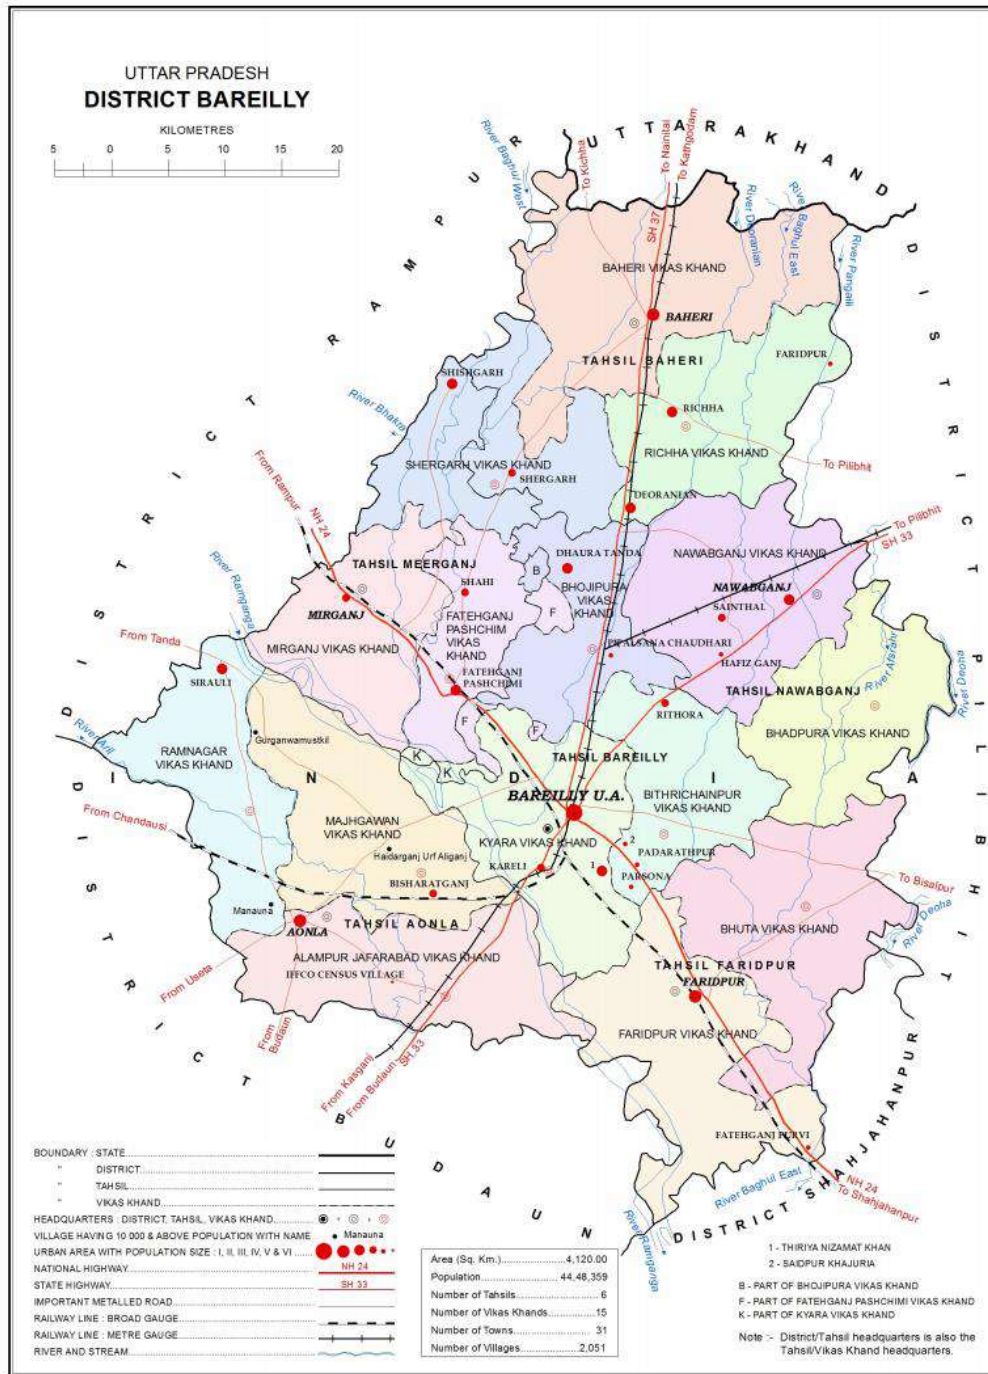 UTTAR PRADESH
DISTRICT BAREILLY
KILOMETRES
5 0 5 10 15 20
UTTARAKHAND
DISTRICT RAMPUR
DISTRICT PILIBHIT
DISTRICT SHAHJAHANPUR
DISTRICT
BUDAUN
INDIA
River Baghul West
To Kichha
To Nainital
To Kathgodam
SH 37
River Deoranian
River Baghul East
River Pangaili
BAHERI VIKAS KHAND
BAHERI
TAHSIL BAHERI
FARIDPUR
SHISHGARH
RICHHA
River Bhakra
RICHHA VIKAS KHAND
To Pilibhit
SHERGARH VIKAS KHAND
SHERGARH
From Rampur
NH 24
DEORANIAN
To Pilibhit
SH 33
TAHSIL MEERGANJ
DHAURA TANDA
NAWABGANJ VIKAS KHAND
B
BHOJIPURA
VIKAS
KHAND
SHAHI
NAWABGANJ
River Ramganga
MIRGANJ
F
FATEHGANJ
PASHCHIM
VIKAS
KHAND
SAINTHAL
From Tanda
MIRGANJ VIKAS KHAND
PIPALSANA CHAUDHARI
HAFIZ GANJ
River Deoha
SIRAULI
FATEHGANJ
PASHCHIMI
TAHSIL NAWABGANJ
RITHORA
River Aril
Gurganwamustkil
F
F
BHADPURA VIKAS KHAND
RAMNAGAR
VIKAS KHAND
K
K
TAHSIL BAREILLY
BAREILLY U.A.
BITHRICHAINPUR
VIKAS KHAND
From Chandausi
MAJHGAWAN
VIKAS KHAND
KYARA VIKAS KHAND
2
Haidarganj Urf Aliganj
KARELI
1
PADARATHPUR
BISHARATGANJ
PARSONA
To Bisalpur
Manauna
AONLA
TAHSIL AONLA
BHUTA VIKAS KHAND
River Deoha
ALAMPUR JAFARABAD VIKAS KHAND
IFFCO CENSUS VILLAGE
TAHSIL FARIDPUR
FARIDPUR
From Useta
From
Budaun
FARIDPUR VIKAS KHAND
From Kasganj
From Budaun
SH 33
FATEHGANJ PURVI
River Baghul East
NH 24
To Shahjahanpur
River Ramganga
BOUNDARY : STATE
" DISTRICT
" TAHSIL
" VIKAS KHAND
HEADQUARTERS : DISTRICT, TAHSIL, VIKAS KHAND
VILLAGE HAVING 10 000 & ABOVE POPULATION WITH NAME Manauna
URBAN AREA WITH POPULATION SIZE : I, II, III, IV, V & VI
NATIONAL HIGHWAY NH 24
STATE HIGHWAY SH 33
IMPORTANT METALLED ROAD
RAILWAY LINE : BROAD GAUGE
RAILWAY LINE : METRE GAUGE
RIVER AND STREAM
Area (Sq. Km.) 4,120.00
Population 44,48,359
Number of Tahsils 6
Number of Vikas Khands 15
Number of Towns 31
Number of Villages 2,051
1 - THIRIYA NIZAMAT KHAN
2 - SAIDPUR KHAJURIA
B - PART OF BHOJIPURA VIKAS KHAND
F - PART OF FATEHGANJ PASHCHIMI VIKAS KHAND
K - PART OF KYARA VIKAS KHAND
Note :- District/Tahsil headquarters is also the
Tahsil/Vikas Khand headquarters.